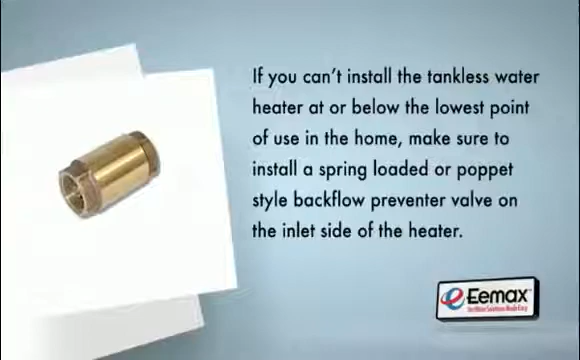 If you can't install the tankless water
heater at or below the lowest point
of use in the home, make sure to
install a spring loaded or poppet
style backflow preventer valve on
the inlet side of the heater.
Eemax